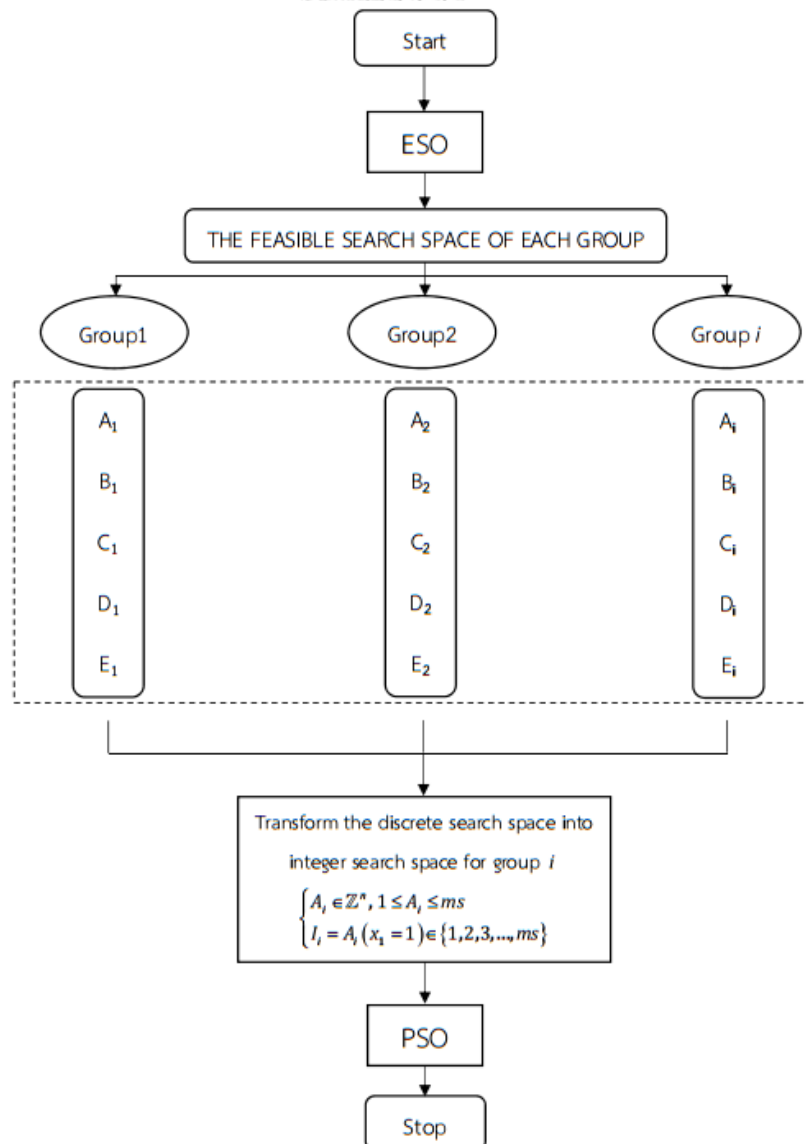 Start
ESO
THE FEASIBLE SEARCH SPACE OF EACH GROUP
Group1 Group2 Group i
A₁ A₂ Aᵢ
B₁ B₂ Bᵢ
C₁ C₂ Cᵢ
D₁ D₂ Dᵢ
E₁ E₂ Eᵢ
Transform the discrete search space into
integer search space for group i
{Aᵢ ∈ ℤⁿ, 1 ≤ Aᵢ ≤ ms
Iᵢ = Aᵢ(x₁ = 1) ∈ {1,2,3,...,ms}
PSO
Stop